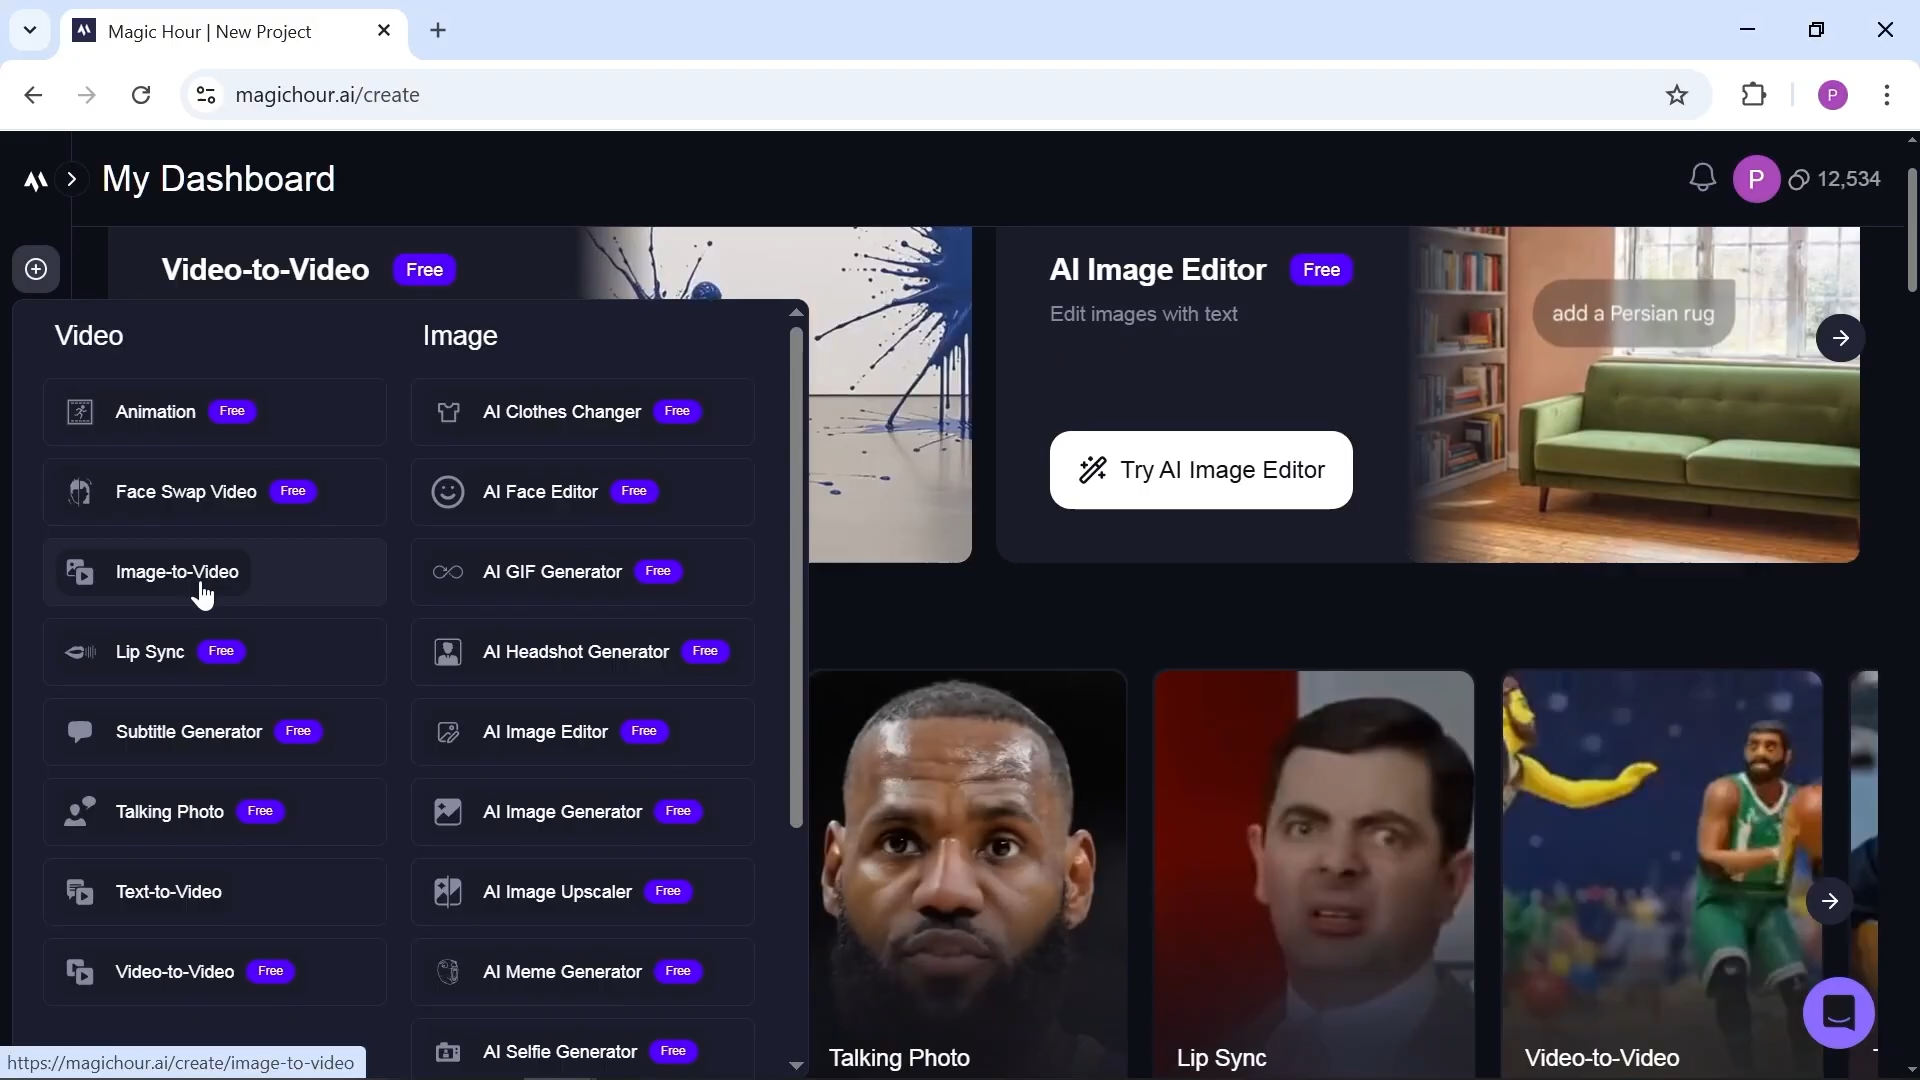 Magic Hour | New Project
magichour.ai/create
P
My Dashboard
P
12,534
Video-to-Video Free
AI Image Editor Free
Edit images with text
add a Persian rug
Try AI Image Editor
Video
Animation Free
Face Swap Video Free
Image-to-Video
Lip Sync Free
Subtitle Generator Free
Talking Photo Free
Text-to-Video
Video-to-Video Free
Image
AI Clothes Changer Free
AI Face Editor Free
AI GIF Generator Free
AI Headshot Generator Free
AI Image Editor Free
AI Image Generator Free
AI Image Upscaler Free
AI Meme Generator Free
AI Selfie Generator Free
Talking Photo
Lip Sync
Video-to-Video
https://magichour.ai/create/image-to-video